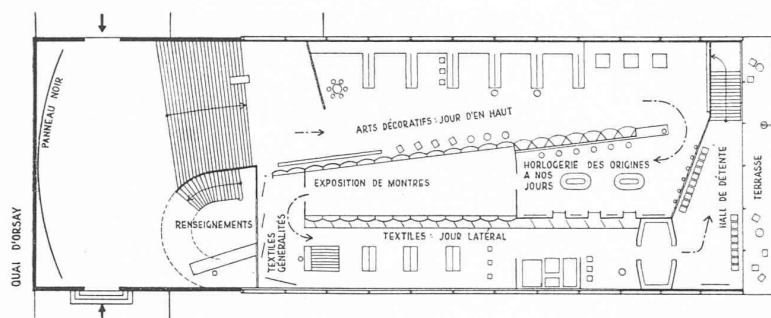 QUAI D'ORSAY
PANNEAU NOIR
RENSEIGNEMENTS
TEXTILES
GÉNÉRALITÉS
ARTS DÉCORATIFS : JOUR D'EN HAUT
EXPOSITION DE MONTRES
HORLOGERIE DES ORIGINES
A NOS
JOURS
TEXTILES : JOUR LATÉRAL
HALL DE DÉTENTE
TERRASSE